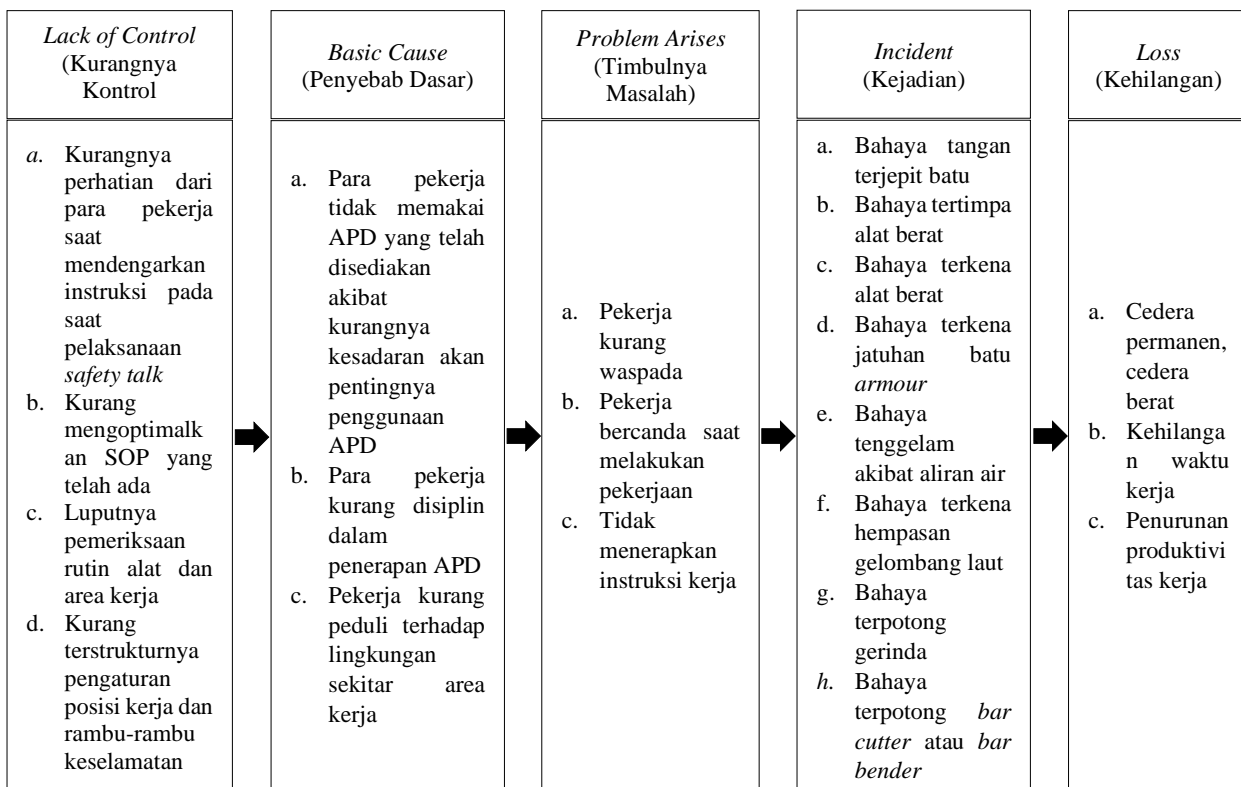 Lack of Control
(Kurangnya
Kontrol
Basic Cause
(Penyebab Dasar)
Problem Arises
(Timbulnya
Masalah)
Incident
(Kejadian)
Loss
(Kehilangan)
a. Kurangnya
perhatian dari
para pekerja
saat
mendengarkan
instruksi pada
saat
pelaksanaan
safety talk
b. Kurang
mengoptimalk
an SOP yang
telah ada
c. Luputnya
pemeriksaan
rutin alat dan
area kerja
d. Kurang
terstrukturnya
pengaturan
posisi kerja dan
rambu-rambu
keselamatan
a. Para pekerja
tidak memakai
APD yang telah
disediakan
akibat
kurangnya
kesadaran akan
pentingnya
penggunaan
APD
b. Para pekerja
kurang disiplin
dalam
penerapan APD
c. Pekerja kurang
peduli terhadap
lingkungan
sekitar area
kerja
a. Pekerja
kurang
waspada
b. Pekerja
bercanda saat
melakukan
pekerjaan
c. Tidak
menerapkan
instruksi kerja
a. Bahaya tangan
terjepit batu
b. Bahaya tertimpa
alat berat
c. Bahaya terkena
alat berat
d. Bahaya terkena
jatuhan batu
armour
e. Bahaya
tenggelam
akibat aliran air
f. Bahaya terkena
hempasan
gelombang laut
g. Bahaya
terpotong
gerinda
h. Bahaya
terpotong bar
cutter atau bar
bender
a. Cedera
permanen,
cedera
berat
b. Kehilanga
n waktu
kerja
c. Penurunan
produktivi
tas kerja